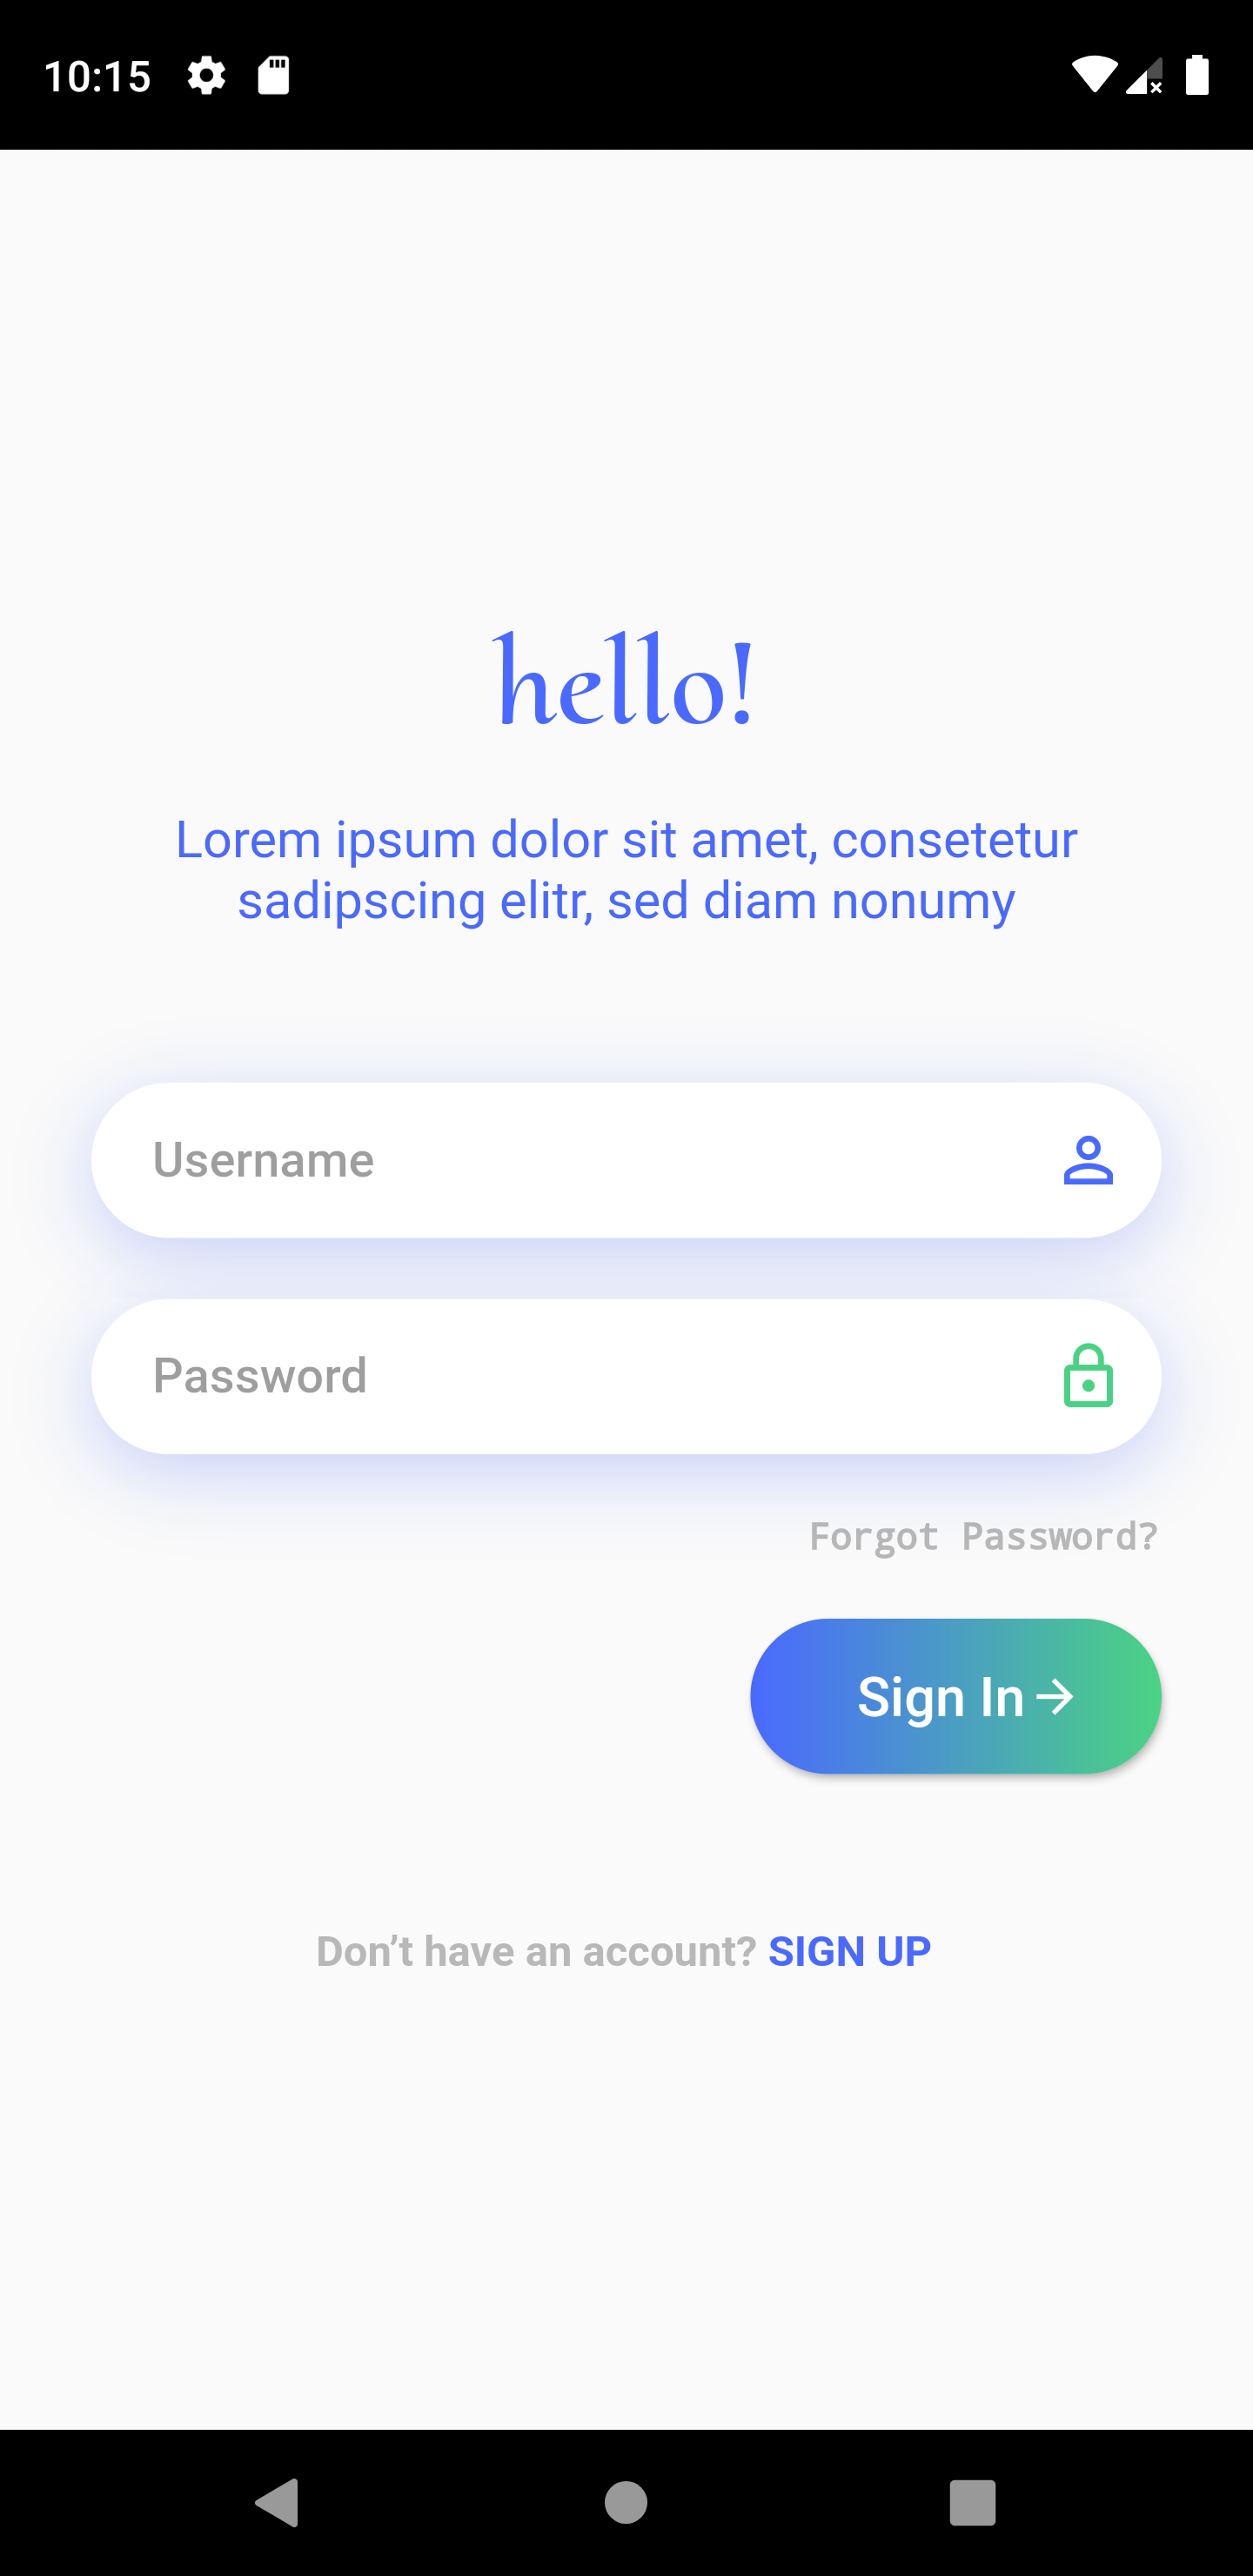 10:15
hello!
Lorem ipsum dolor sit amet, consetetur
sadipscing elitr, sed diam nonumy
Username
Password
Forgot Password?
Sign In
Don’t have an account? SIGN UP